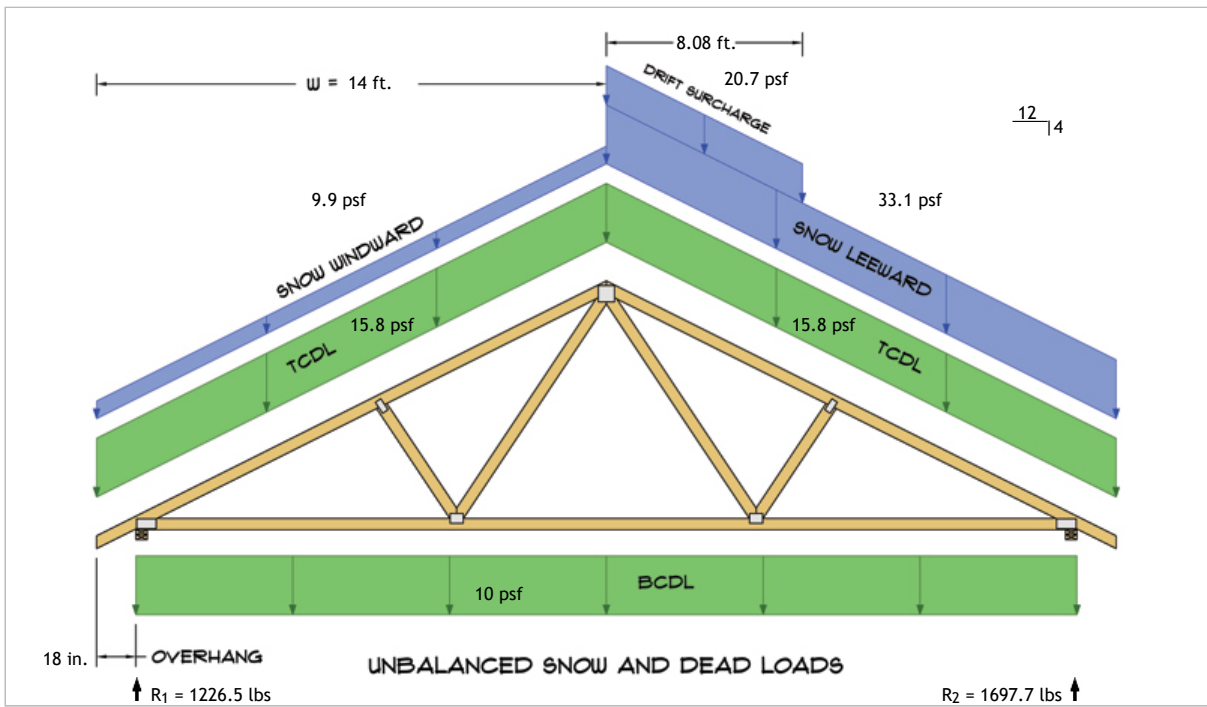 8.08 ft.
W = 14 ft.
DRIFT SURCHARGE
20.7 psf
12
4
9.9 psf
33.1 psf
SNOW WINDWARD
SNOW LEEWARD
15.8 psf
15.8 psf
TCDL
TCDL
10 psf
BCDL
18 in.
OVERHANG
UNBALANCED SNOW AND DEAD LOADS
R₁ = 1226.5 lbs
R₂ = 1697.7 lbs